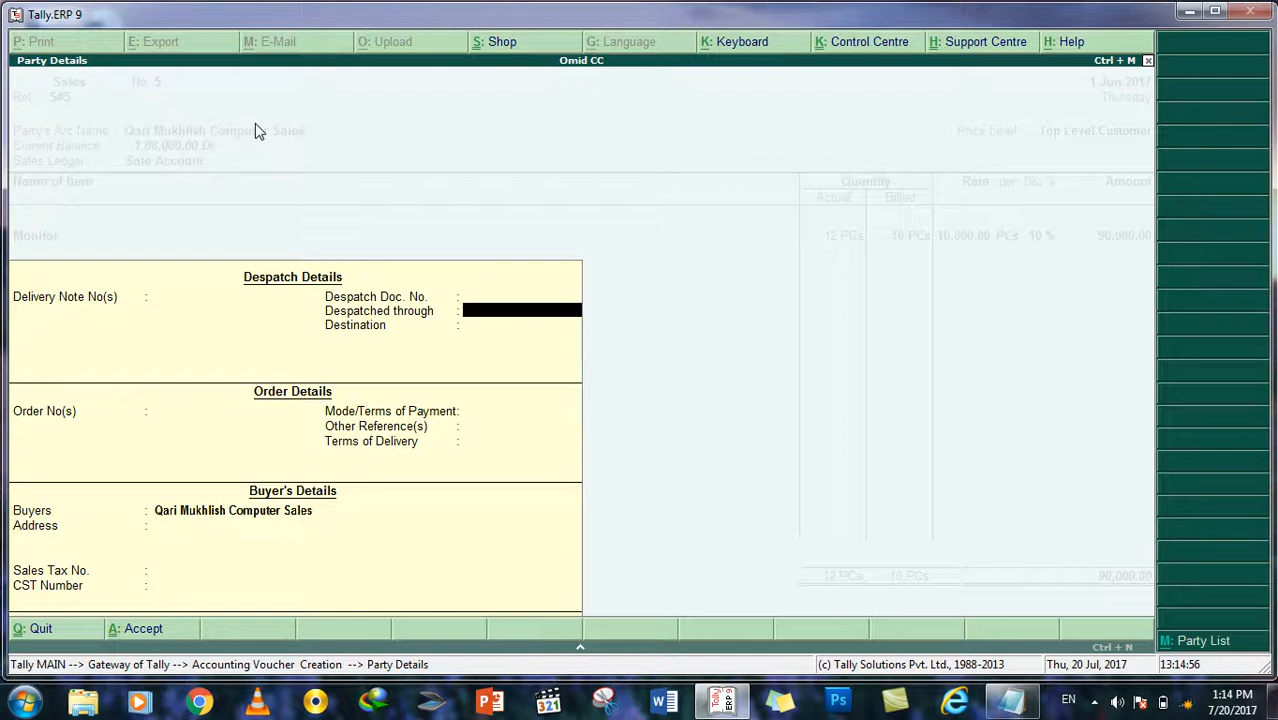 Tally.ERP 9
P: Print E: Export M: E-Mail O: Upload S: Shop G: Language K: Keyboard K: Control Centre H: Support Centre H: Help
Party Details Omid CC Ctrl + M
Sales No 5 1 Jun 2017
Ref S#5 Thursday
Party's A/c Name Qari Mukhlish Computer Sales Price Level: Top Level Customer
Current Balance 1,08,000.00 Dr
Sales Ledger Sale Account
Name of Item Quantity Rate per Disc % Amount
Actual Billed
Monitor 12 PCs 10 PCs 10,000.00 PCs 10 % 90,000.00
Despatch Details
Delivery Note No(s) : Despatch Doc. No. :
Despatched through :
Destination :
Order Details
Order No(s) : Mode/Terms of Payment:
Other Reference(s) :
Terms of Delivery :
Buyer's Details
Buyers : Qari Mukhlish Computer Sales
Address :
Sales Tax No. :
CST Number :
12 PCs 10 PCs 90,000.00
Q: Quit A: Accept
M: Party List
Ctrl + N
Tally MAIN --> Gateway of Tally --> Accounting Voucher Creation --> Party Details (c) Tally Solutions Pvt. Ltd., 1988-2013 Thu, 20 Jul, 2017 13:14:56
321 W Tally ERP 9 Ps EN 1:14 PM
7/20/2017